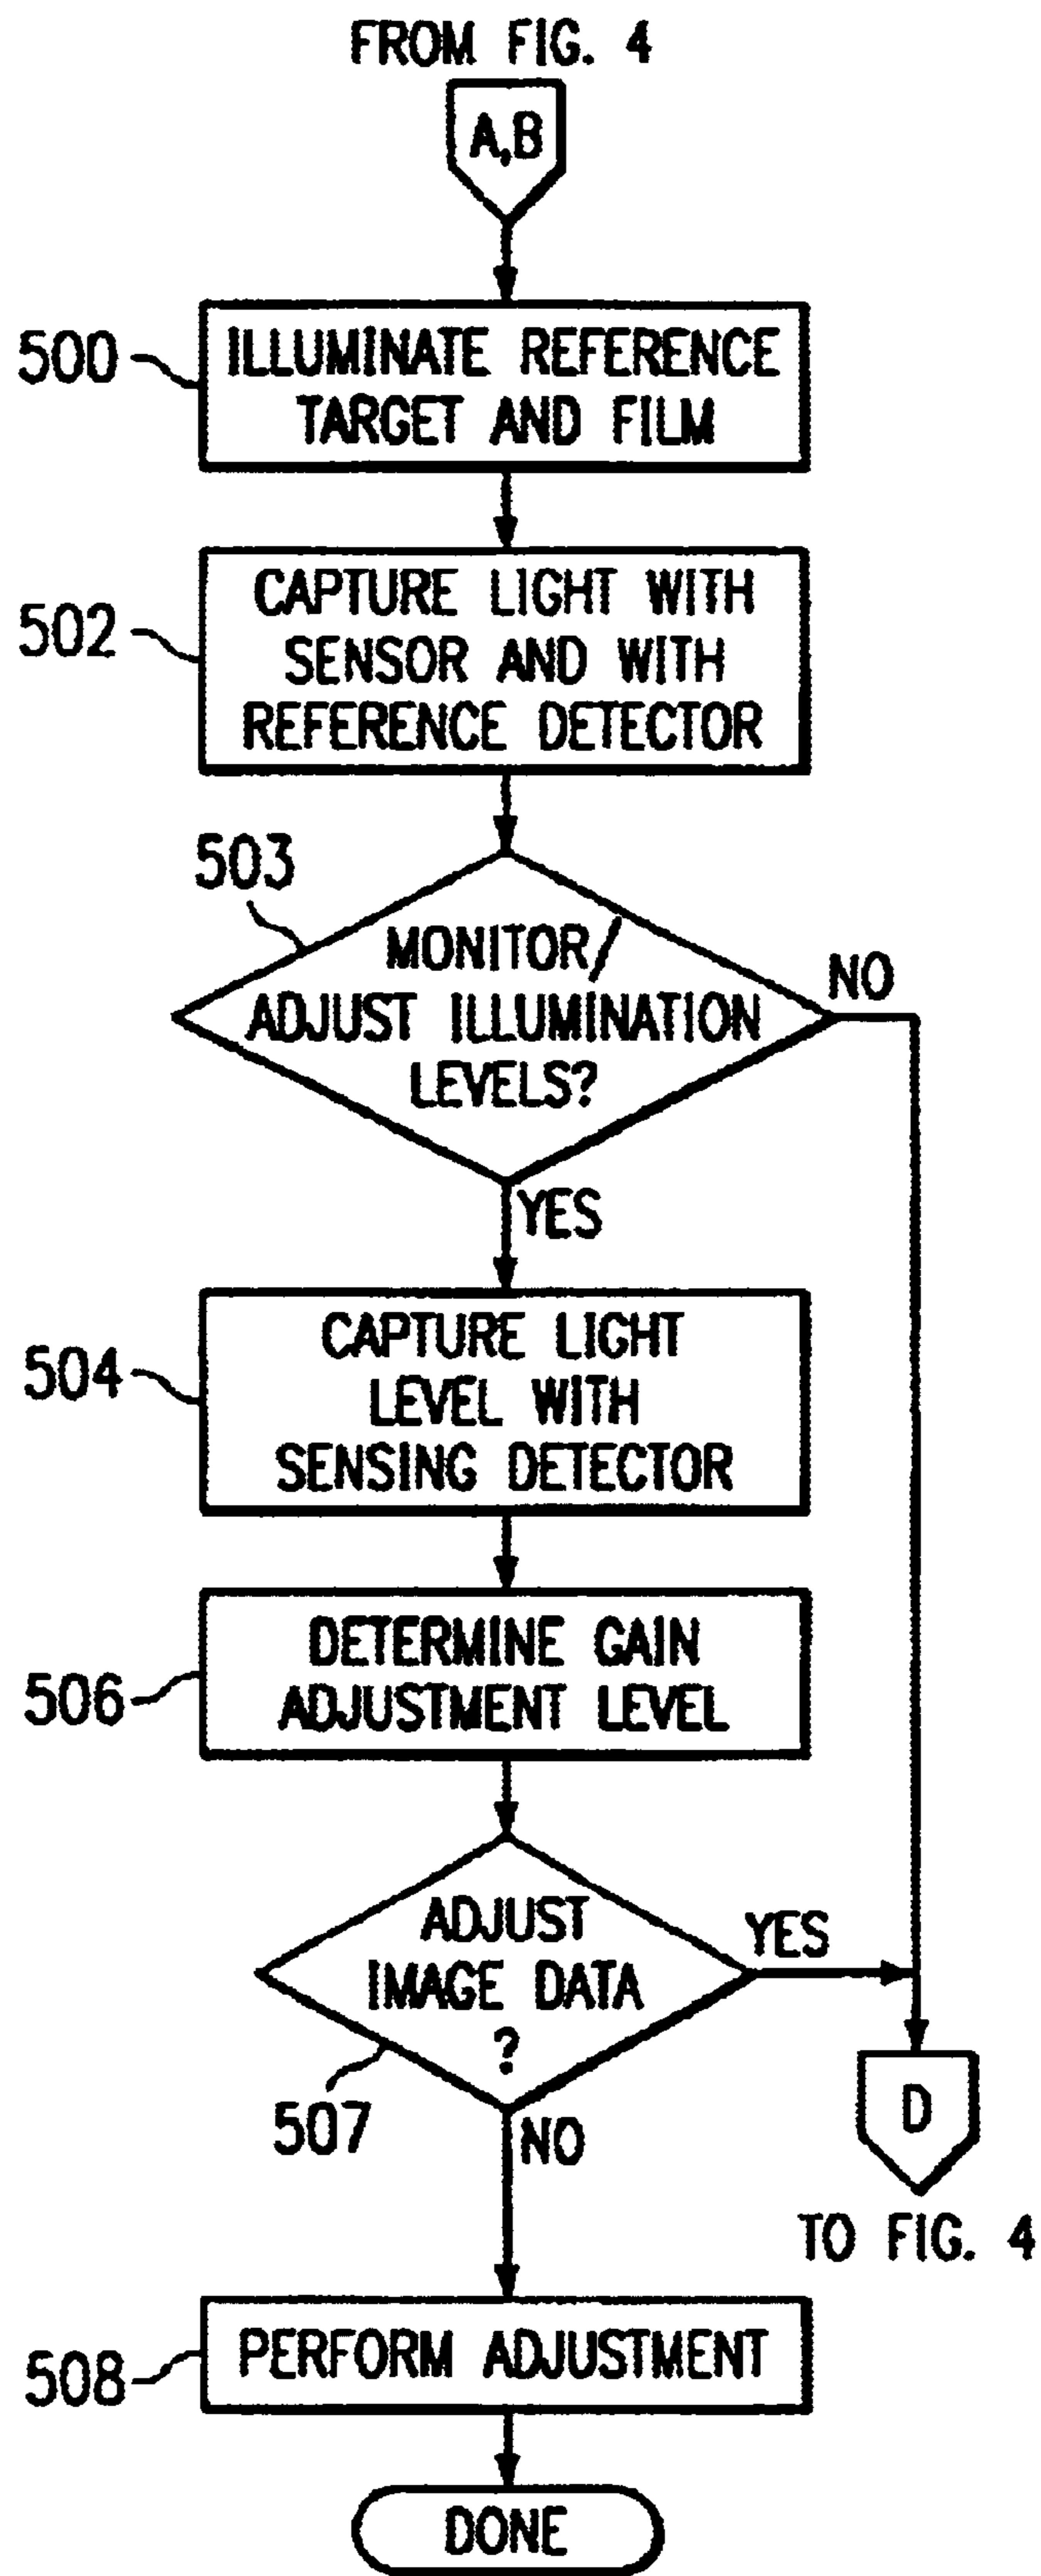 FROM FIG. 4
A,B
500
ILLUMINATE REFERENCE
TARGET AND FILM
502
CAPTURE LIGHT WITH
SENSOR AND WITH
REFERENCE DETECTOR
503
MONITOR/
ADJUST ILLUMINATION
LEVELS?
NO
YES
504
CAPTURE LIGHT
LEVEL WITH
SENSING DETECTOR
506
DETERMINE GAIN
ADJUSTMENT LEVEL
ADJUST
IMAGE DATA
?
YES
507
NO
D
TO FIG. 4
508
PERFORM ADJUSTMENT
DONE